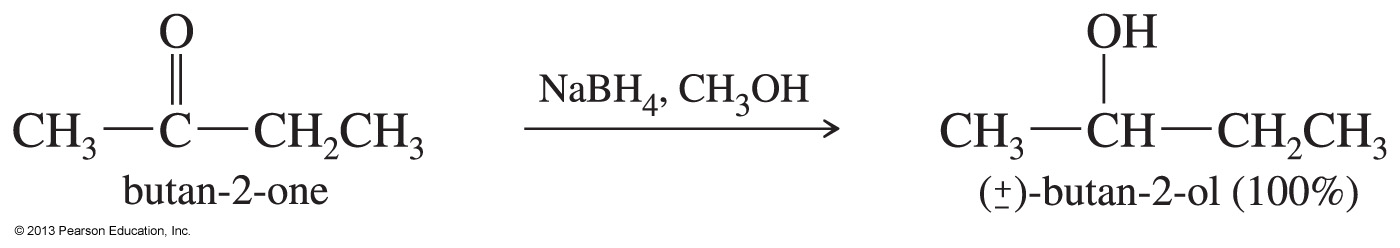 O
OH
NaBH₄, CH₃OH
CH₃—C—CH₂CH₃
CH₃—CH—CH₂CH₃
butan-2-one
(±)-butan-2-ol (100%)
© 2013 Pearson Education, Inc.